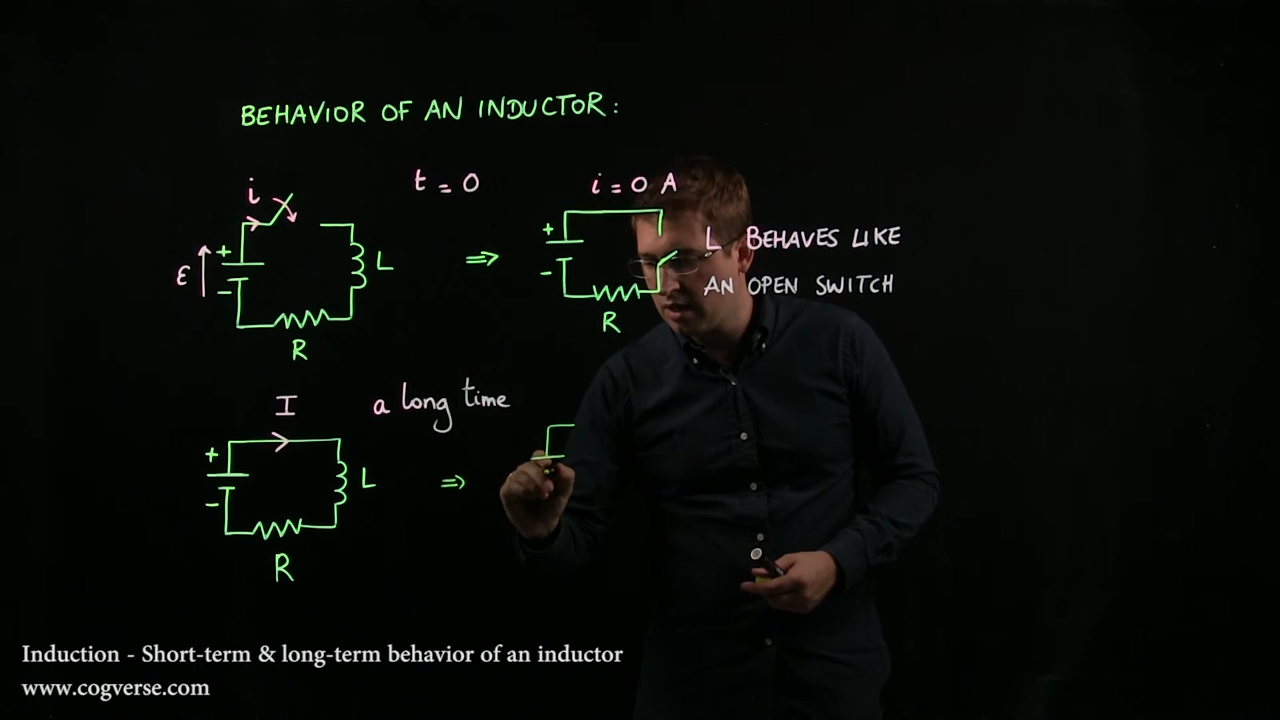 BEHAVIOR OF AN INDUCTOR:
i
t = 0
i = 0 A
+
ε
-
L
R
⇒
+
-
R
L BEHAVES LIKE
AN OPEN SWITCH
I
a long time
+
-
L
R
⇒
Induction - Short-term & long-term behavior of an inductor
www.cogverse.com